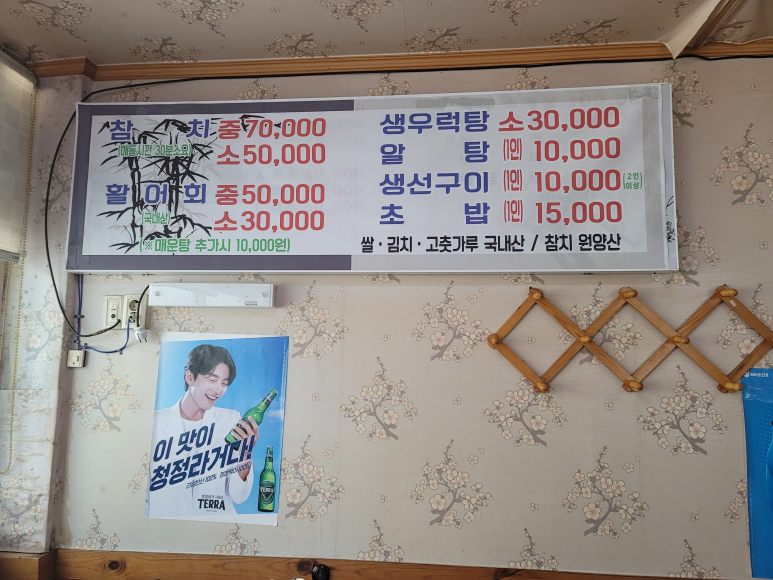 참 치 중 70,000
(해동시간 30분소요) 소 50,000
활 어 회 중 50,000
(국내산) 소 30,000
(※ 매운탕 추가시 10,000원)
생우럭탕 소 30,000
알 탕 (1인) 10,000
생선구이 (1인) 10,000 (2인 이상)
초 밥 (1인) 15,000
쌀 · 김치 · 고춧가루 국내산 / 참치 원양산
이 맛이
청정라거다!
TERRA
TERRA